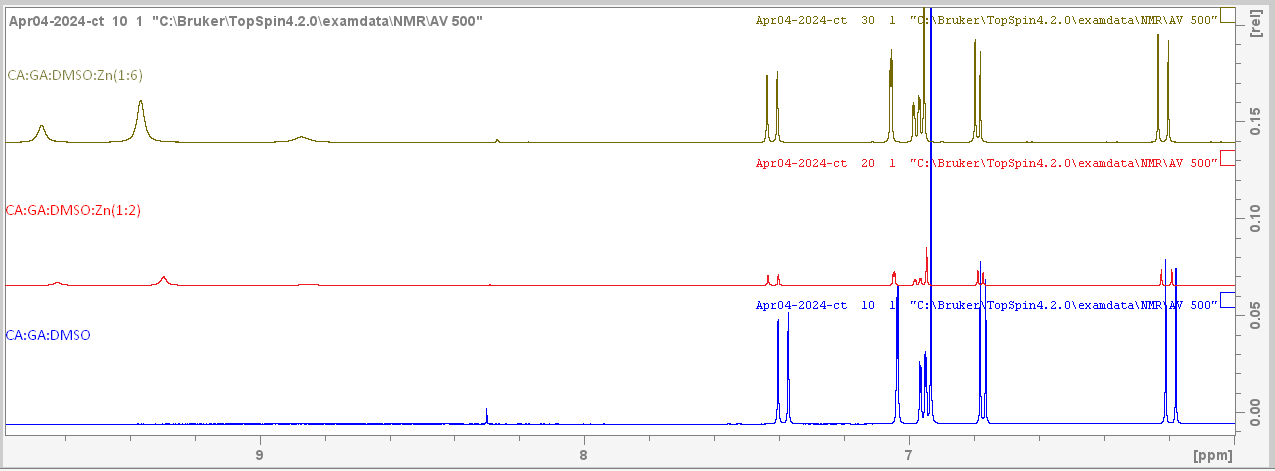 Apr04-2024-ct 10 1 "C:\Bruker\TopSpin4.2.0\examdata\NMR\AV 500"
Apr04-2024-ct 30 1 "C:\Bruker\TopSpin4.2.0\examdata\NMR\AV 500"
CA:GA:DMSO:Zn(1:6)
Apr04-2024-ct 20 1 "C:\Bruker\TopSpin4.2.0\examdata\NMR\AV 500"
CA:GA:DMSO:Zn(1:2)
Apr04-2024-ct 10 1 "C:\Bruker\TopSpin4.2.0\examdata\NMR\AV 500"
CA:GA:DMSO
[rel]
0.15
0.10
0.05
0.00
9 8 7 [ppm]